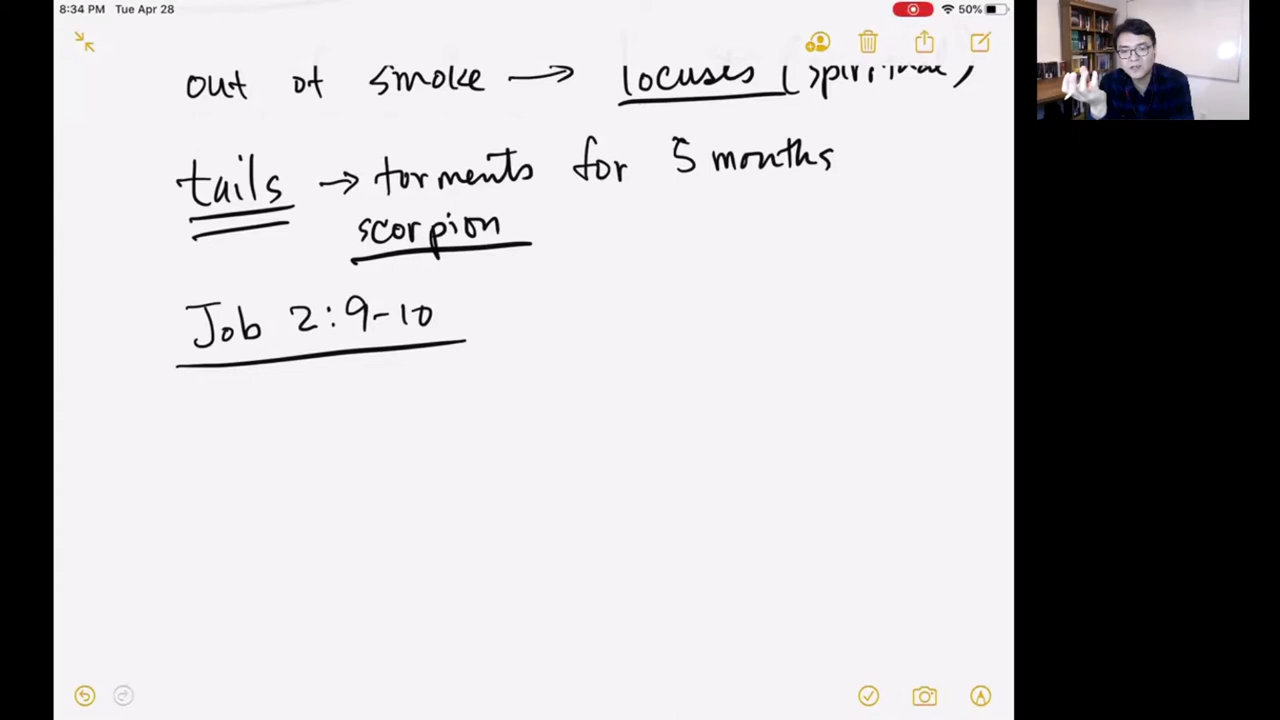 8:34 PM Tue Apr 28 50%
out of smoke → locuses (spiritual)
tails → torments for 5 months
scorpion
Job 2:9-10